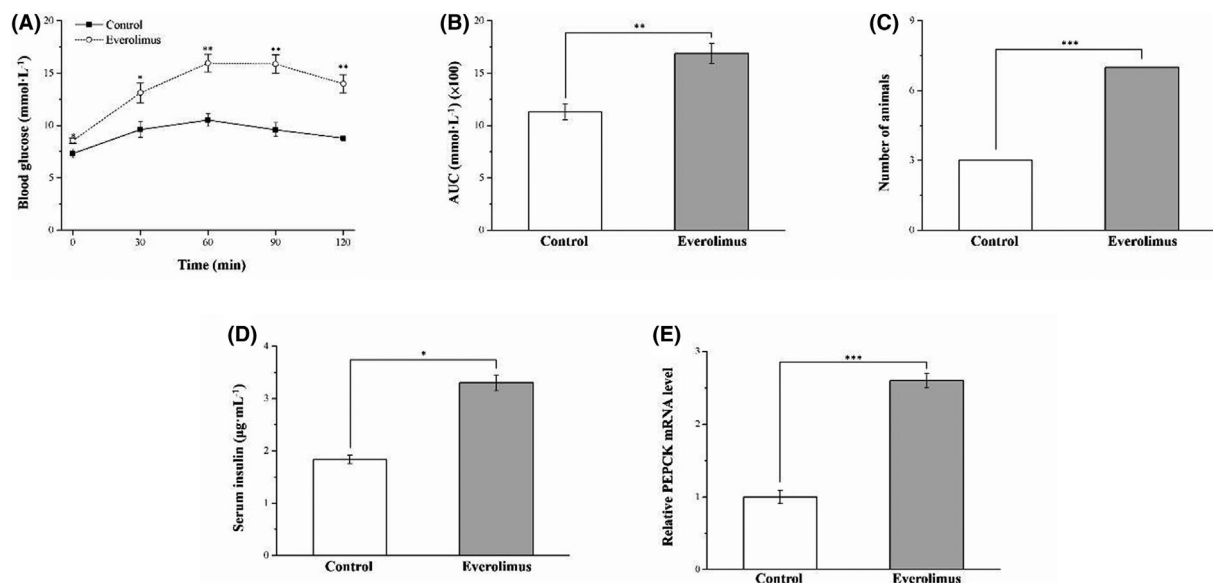 (A)
Control
Everolimus
Blood glucose (mmol·L⁻¹)
20
15
10
5
0
*
*
**
**
**
0 30 60 90 120
Time (min)
(B)
AUC (mmol·L⁻¹) (×100)
20
15
10
5
0
**
Control Everolimus
(C)
Number of animals
9
6
3
0
***
Control Everolimus
(D)
Serum insulin (µg·mL⁻¹)
4
3
2
1
0
*
Control Everolimus
(E)
Relative PEPCK mRNA level
3
2
1
0
***
Control Everolimus